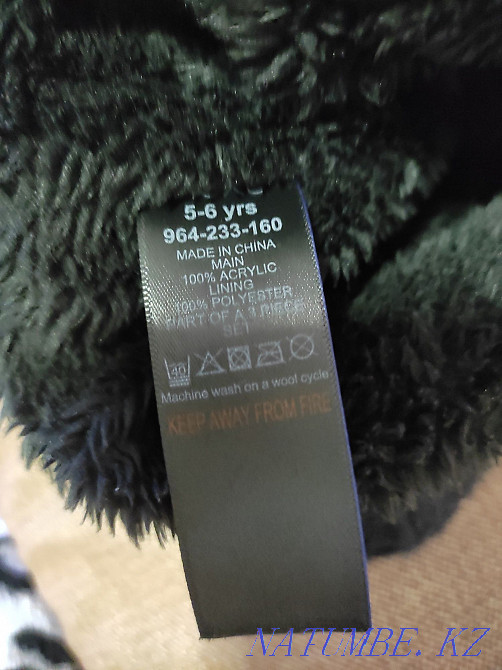 5-6 yrs
964-233-160
MADE IN CHINA
MAIN
100% ACRYLIC
LINING
100% POLYESTER
PART OF A 3 PIECE
SET
40
Machine wash on a wool cycle
KEEP AWAY FROM FIRE
NATUMBE.KZ